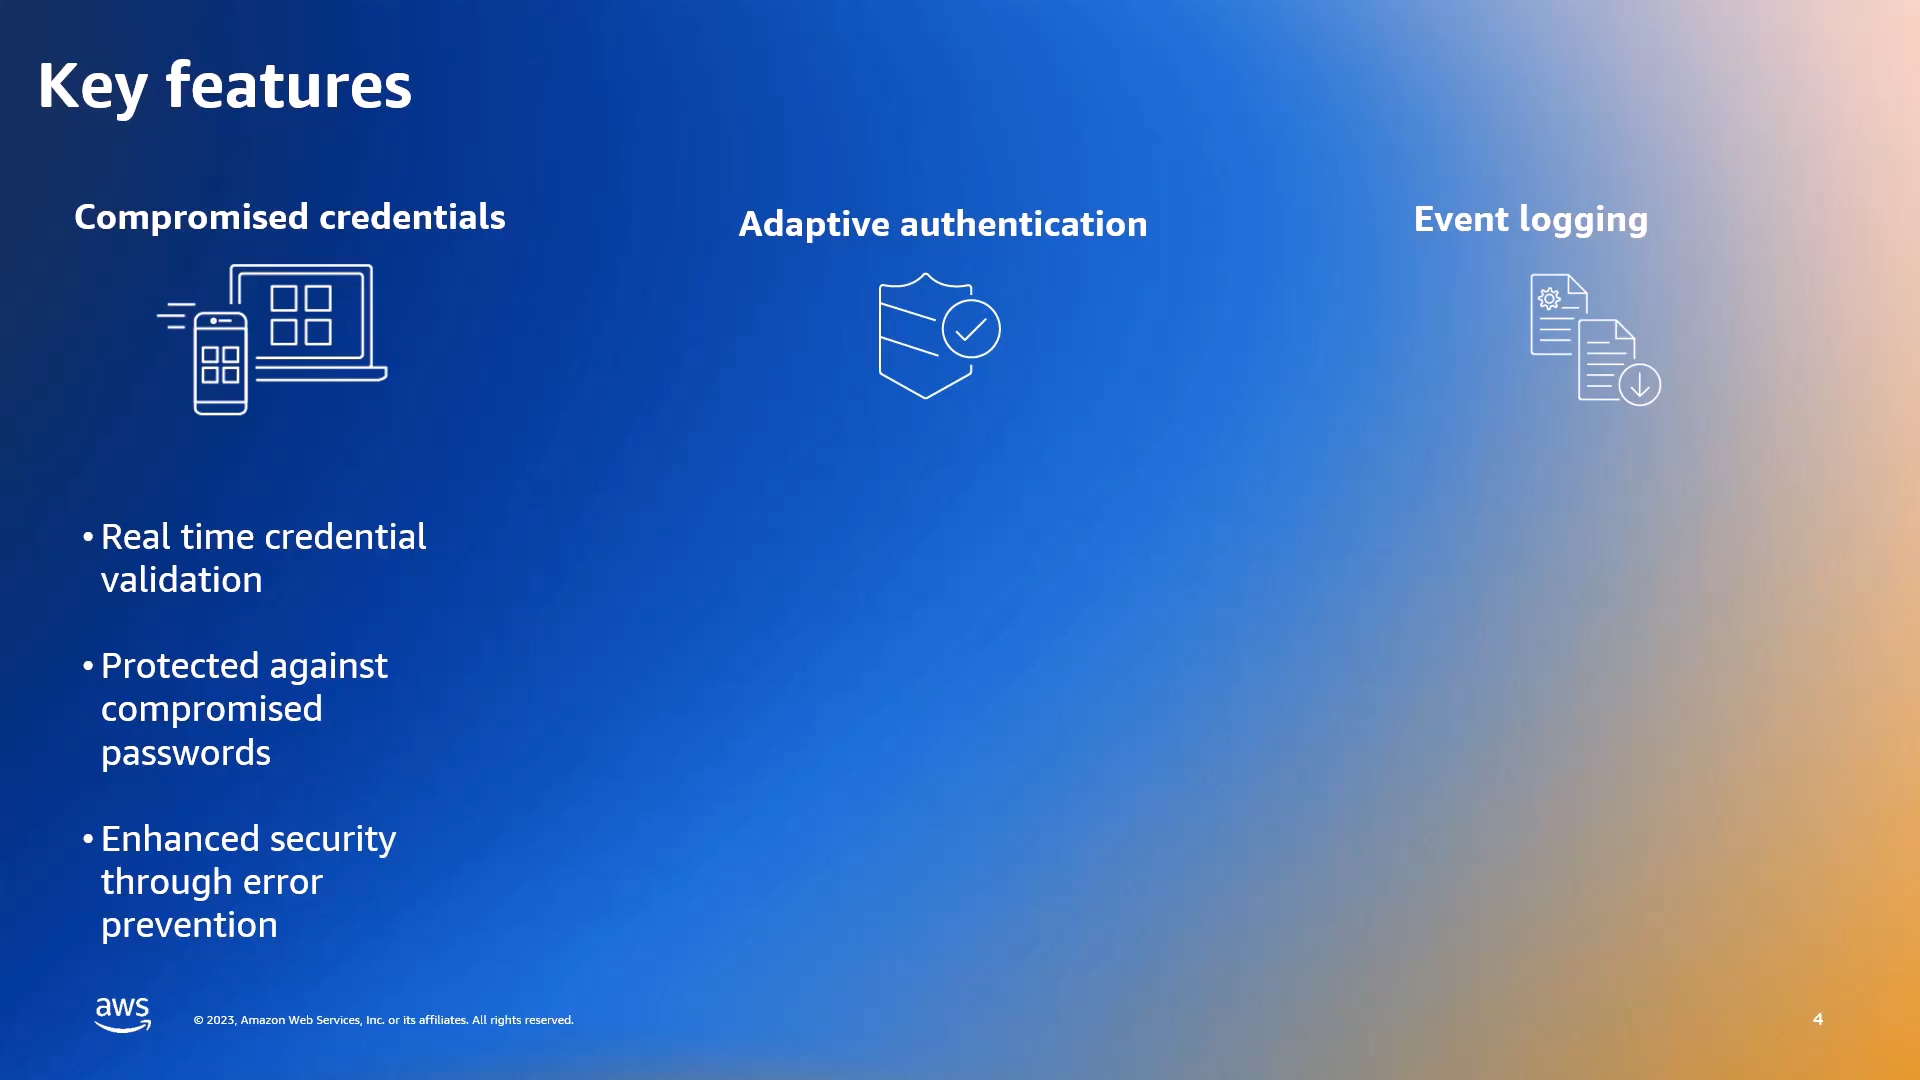 Key features
Compromised credentials
Adaptive authentication
Event logging
• Real time credential
validation
• Protected against
compromised
passwords
• Enhanced security
through error
prevention
aws
© 2023, Amazon Web Services, Inc. or its affiliates. All rights reserved.
4